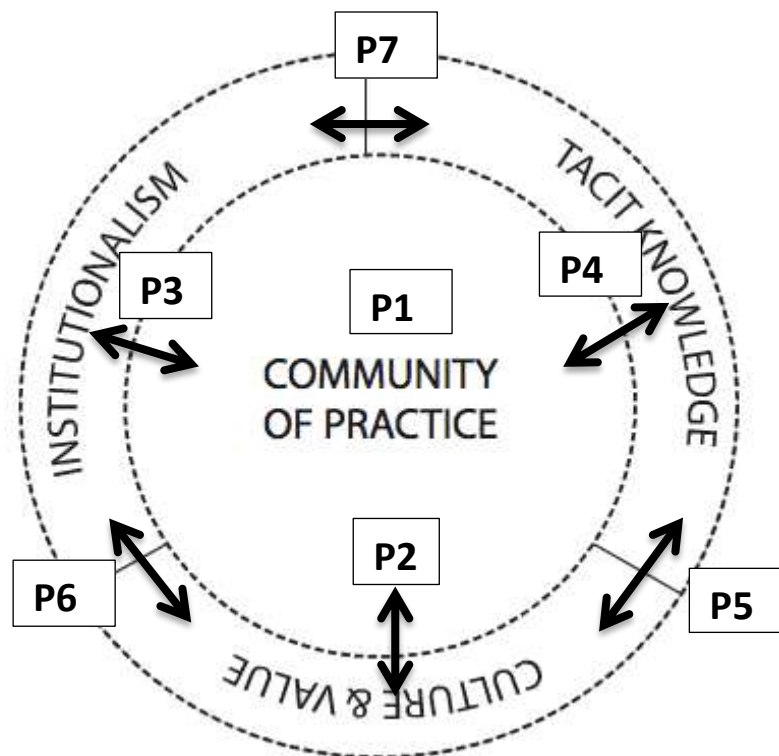 P7
TACIT KNOWLEDGE
INSTITUTIONALISM
P4
P3
P1
COMMUNITY
OF PRACTICE
P2
P6
P5
CULTURE & VALUE